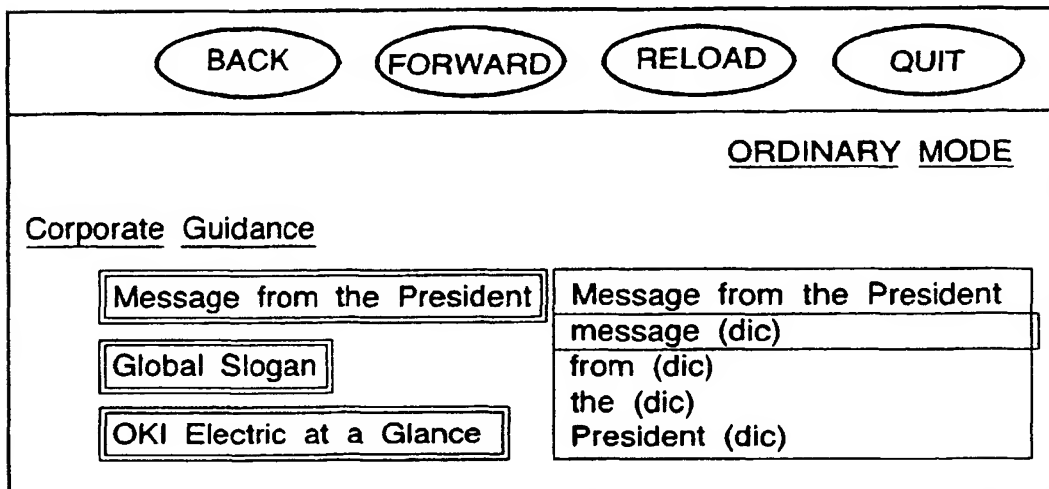 BACK FORWARD RELOAD QUIT
ORDINARY MODE
Corporate Guidance
Message from the President
Global Slogan
OKI Electric at a Glance
Message from the President
message (dic)
from (dic)
the (dic)
President (dic)